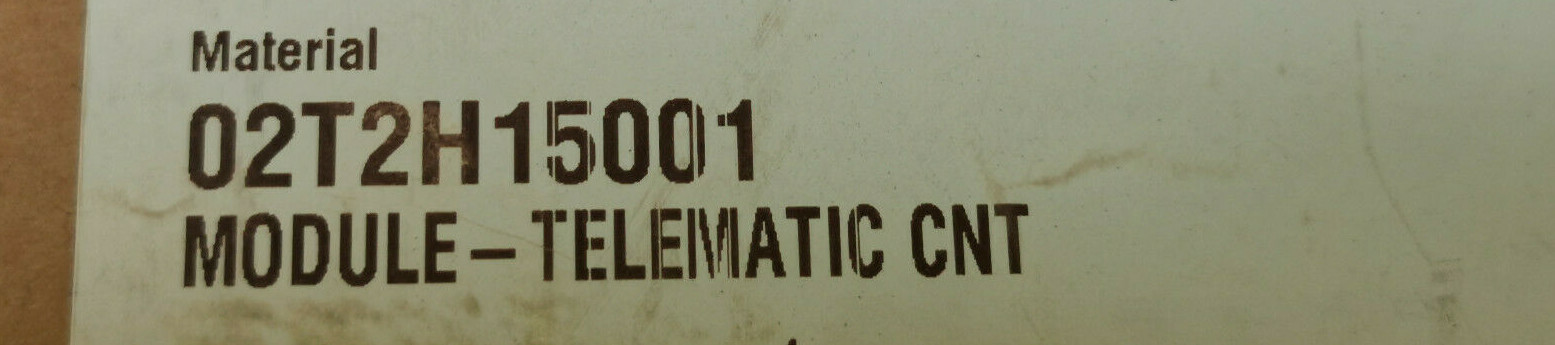 Material
02T2H15001
MODULE-TELEMATIC CNT